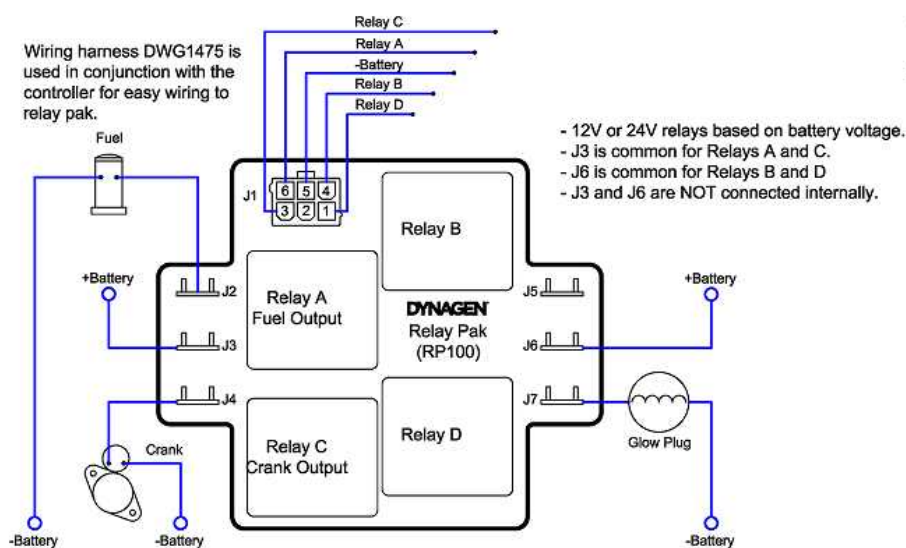 Relay C
Relay A
-Battery
Relay B
Relay D
Wiring harness DWG1475 is
used in conjunction with the
controller for easy wiring to
relay pak.
Fuel
- 12V or 24V relays based on battery voltage.
- J3 is common for Relays A and C.
- J6 is common for Relays B and D
- J3 and J6 are NOT connected internally.
J1
6 5 4
3 2 1
Relay B
+Battery
J2
Relay A
Fuel Output
DYNAGEN
Relay Pak
(RP100)
J5
+Battery
J3
J6
J4
J7
Crank
Relay C
Crank Output
Relay D
Glow Plug
-Battery
-Battery
-Battery